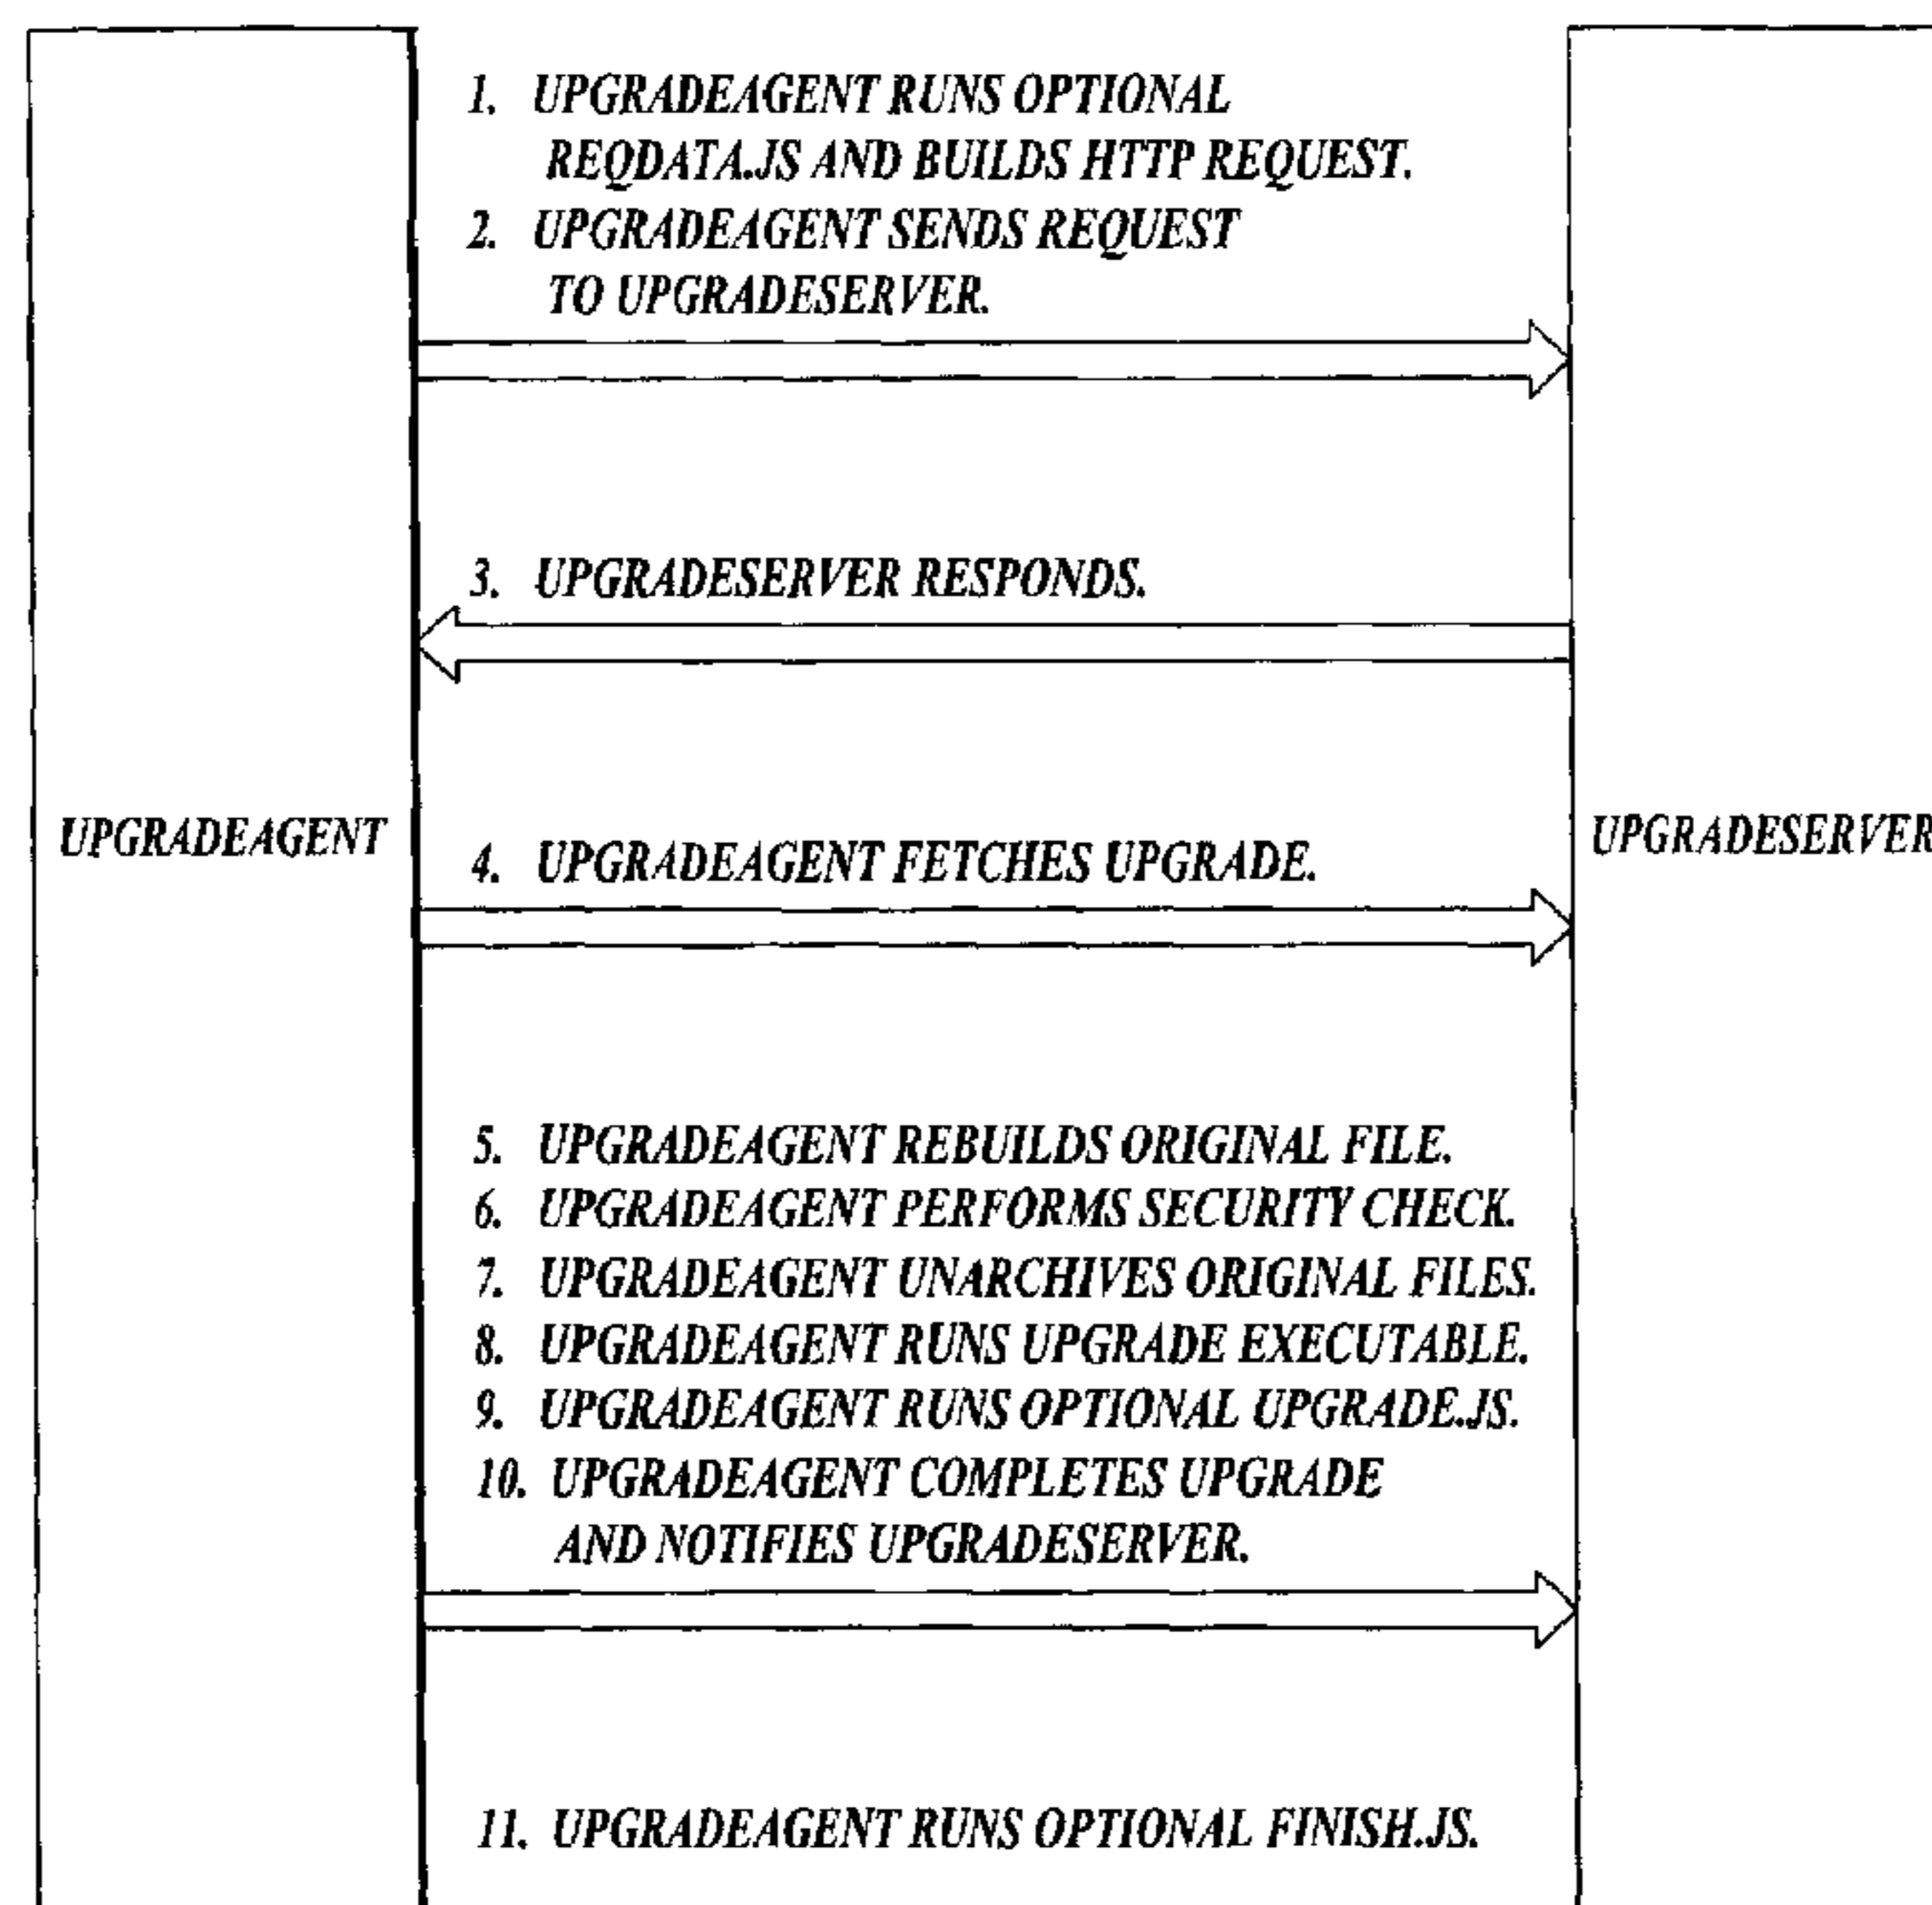 1. UPGRADEAGENT RUNS OPTIONAL
REQDATA.JS AND BUILDS HTTP REQUEST.
2. UPGRADEAGENT SENDS REQUEST
TO UPGRADESERVER.
3. UPGRADESERVER RESPONDS.
UPGRADEAGENT
4. UPGRADEAGENT FETCHES UPGRADE.
UPGRADESERVER
5. UPGRADEAGENT REBUILDS ORIGINAL FILE.
6. UPGRADEAGENT PERFORMS SECURITY CHECK.
7. UPGRADEAGENT UNARCHIVES ORIGINAL FILES.
8. UPGRADEAGENT RUNS UPGRADE EXECUTABLE.
9. UPGRADEAGENT RUNS OPTIONAL UPGRADE.JS.
10. UPGRADEAGENT COMPLETES UPGRADE
AND NOTIFIES UPGRADESERVER.
11. UPGRADEAGENT RUNS OPTIONAL FINISH.JS.